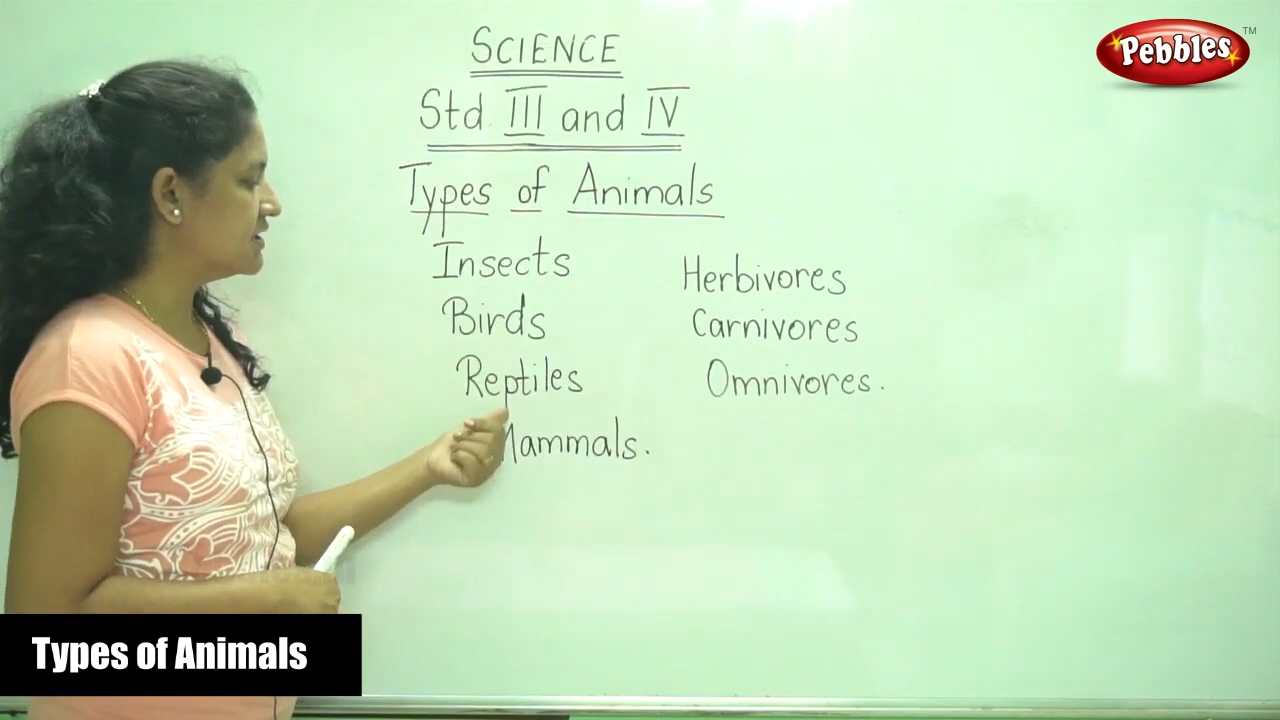 SCIENCE
Std III and IV
Types of Animals
Insects
Birds
Reptiles
Mammals.
Herbivores
Carnivores
Omnivores.
Pebbles TM
Types of Animals